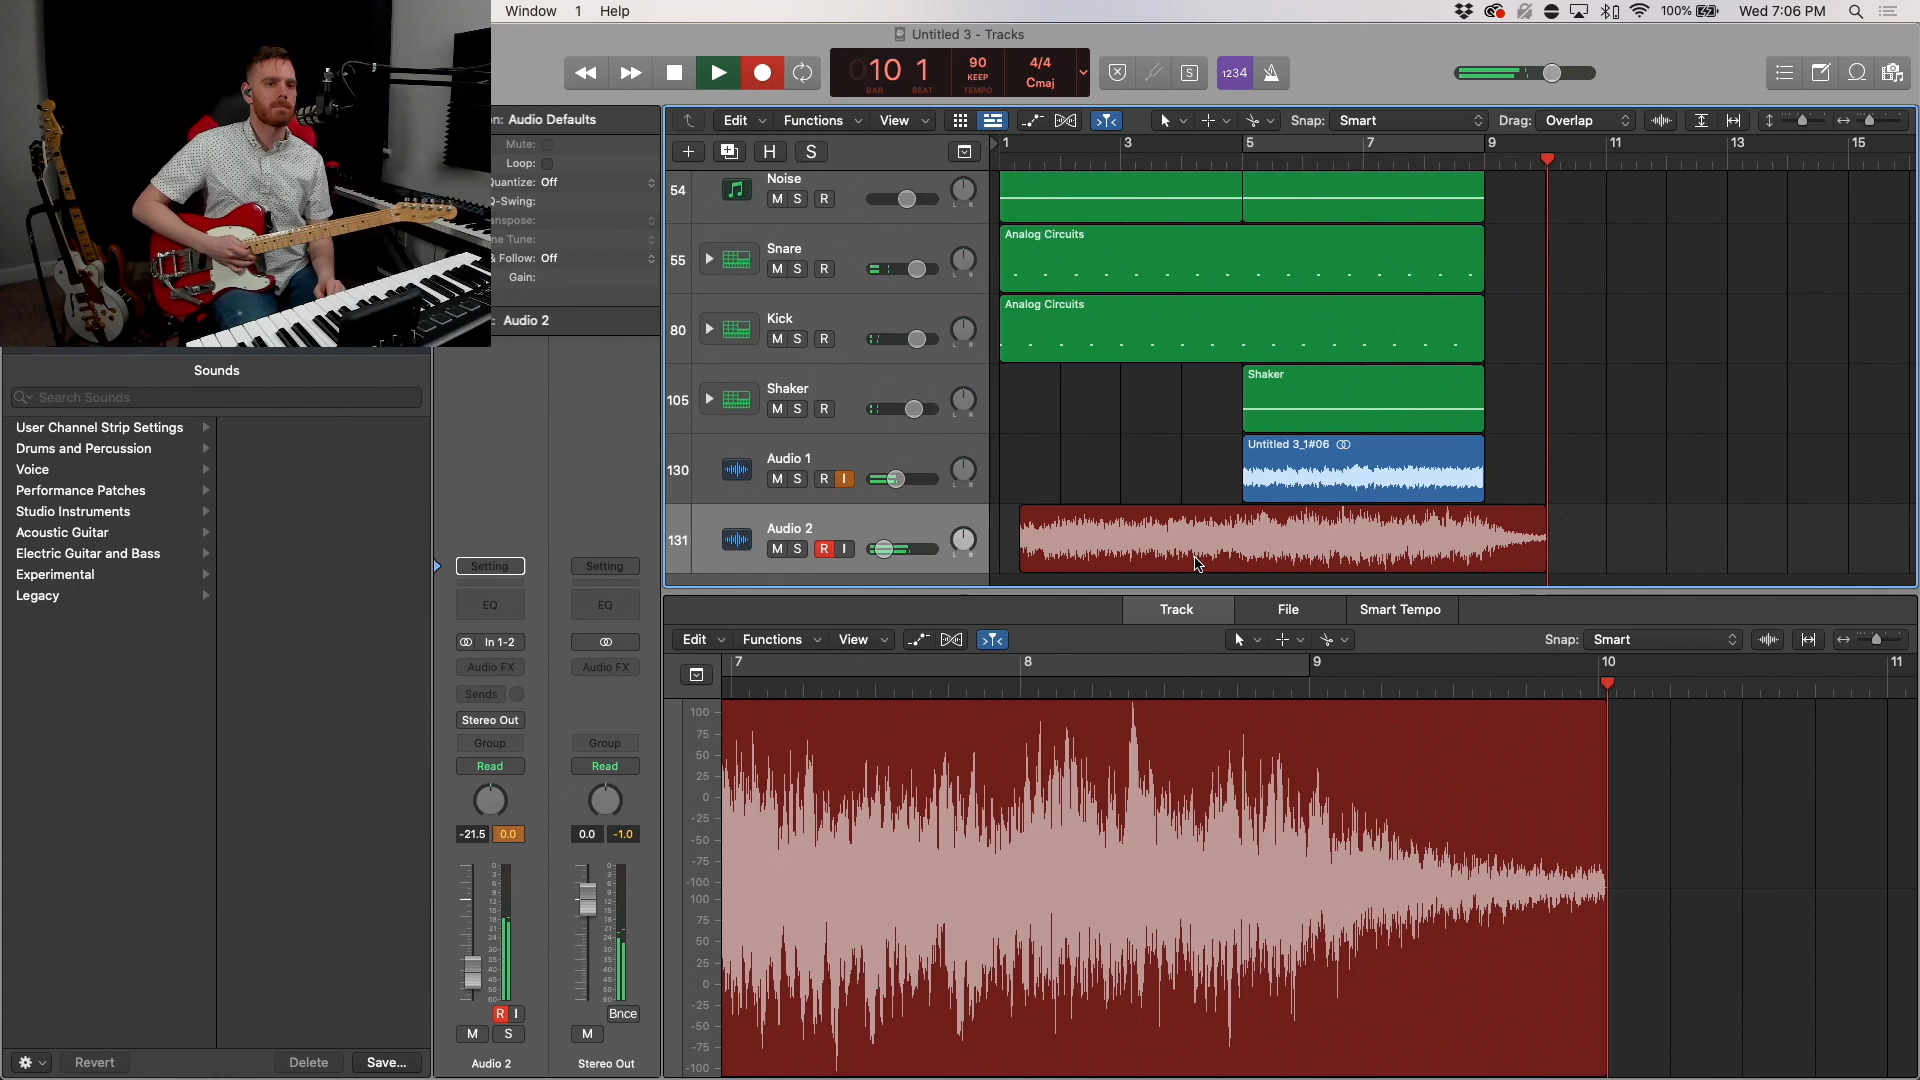 Window 1 Help
100% Wed 7:06 PM
Untitled 3 - Tracks
010 1
BAR BEAT
90
KEEP
TEMPO
4/4
Cmaj
S
1234
Audio Defaults
Mute:
Loop:
Quantize: Off
Q-Swing:
& Follow: Off
Gain:
Audio 2
Edit Functions View Snap: Smart Drag: Overlap
H S
1 3 5 7 9 11 13 15
54 Noise
M S R
55 Snare
M S R
Analog Circuits
80 Kick
M S R
Analog Circuits
105 Shaker
M S R
Shaker
130 Audio 1
M S R I
Untitled 3_1#06
131 Audio 2
M S R I
Sounds
Search Sounds
User Channel Strip Settings
Drums and Percussion
Voice
Performance Patches
Studio Instruments
Acoustic Guitar
Electric Guitar and Bass
Experimental
Legacy
Revert Delete Save...
Setting Setting
EQ EQ
In 1-2
Audio FX Audio FX
Sends
Stereo Out
Group Group
Read Read
-21.5 0.0 0.0 -1.0
R I Bnce
M S M
Audio 2 Stereo Out
Track File Smart Tempo
Edit Functions View Snap: Smart
7 8 9 10 11
100
75
50
25
0
-25
-50
-75
-100
100
75
50
25
0
-25
-50
-75
-100